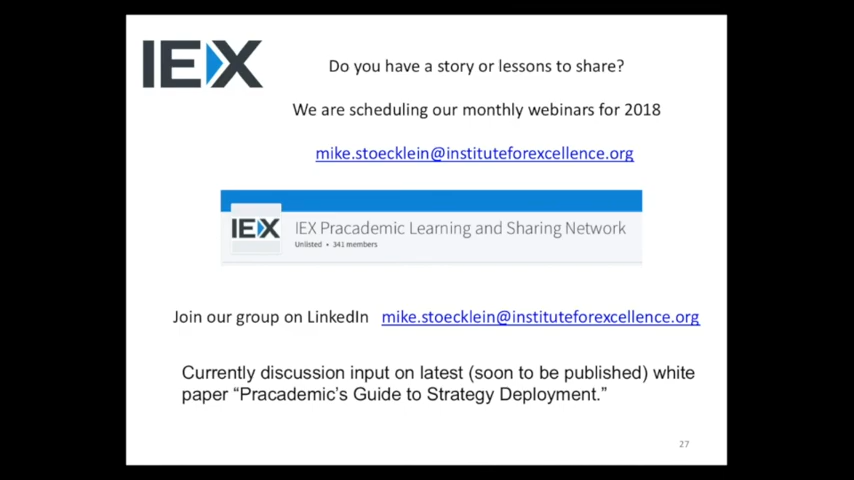 IEX
Do you have a story or lessons to share?
We are scheduling our monthly webinars for 2018
mike.stoecklein@instituteforexcellence.org
IEX
IEX Pracademic Learning and Sharing Network
Unlisted • 341 members
Join our group on LinkedIn mike.stoecklein@instituteforexcellence.org
Currently discussion input on latest (soon to be published) white
paper “Pracademic’s Guide to Strategy Deployment.”
27